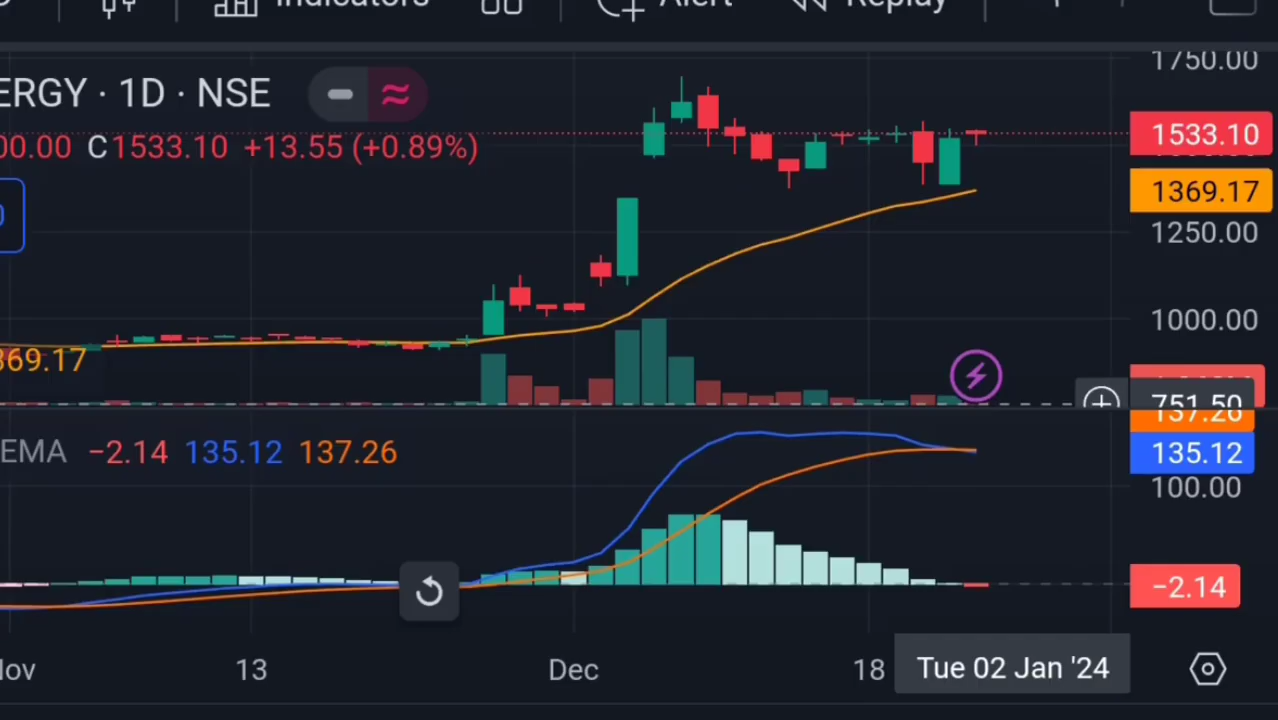 Indicators Alert Replay
ERGY · 1D · NSE
00.00 C1533.10 +13.55 (+0.89%)
1750.00
1533.10
1369.17
1250.00
1000.00
369.17
751.50
137.26
EMA −2.14 135.12 137.26
135.12
100.00
−2.14
Nov 13 Dec 18 Tue 02 Jan '24